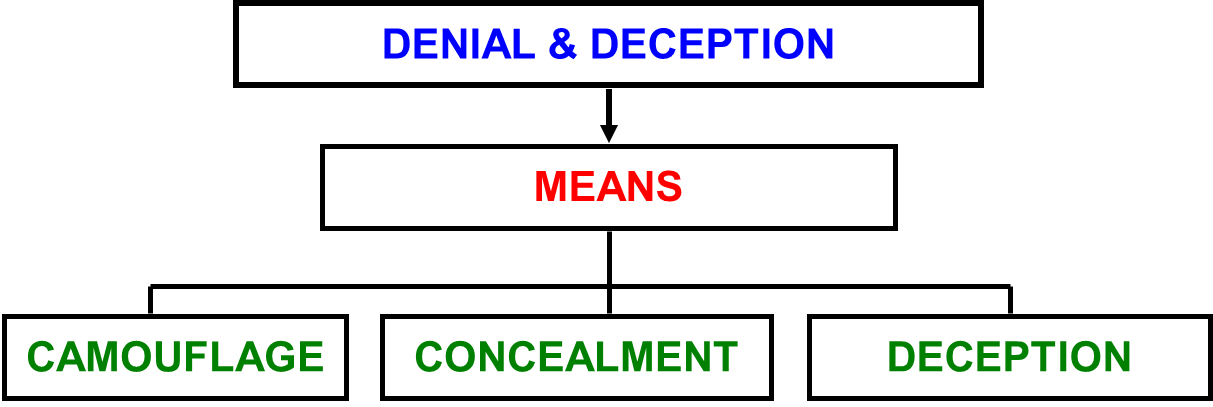 DENIAL & DECEPTION
MEANS
CAMOUFLAGE
CONCEALMENT
DECEPTION